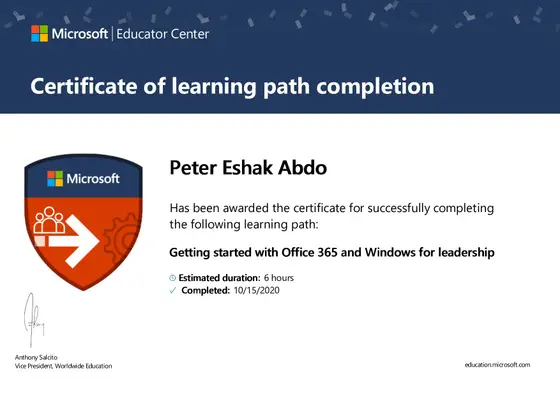 Microsoft | Educator Center
Certificate of learning path completion
Microsoft
Peter Eshak Abdo
Has been awarded the certificate for successfully completing
the following learning path:
Getting started with Office 365 and Windows for leadership
Estimated duration: 6 hours
Completed: 10/15/2020
Anthony Salcito
Vice President, Worldwide Education
education.microsoft.com